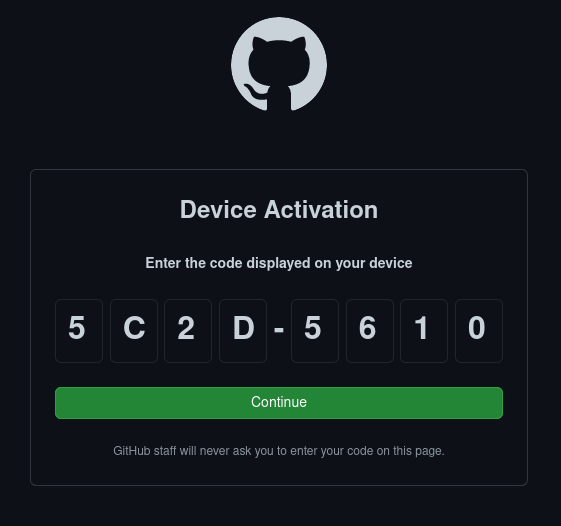 Device Activation
Enter the code displayed on your device
5 C 2 D - 5 6 1 0
Continue
GitHub staff will never ask you to enter your code on this page.